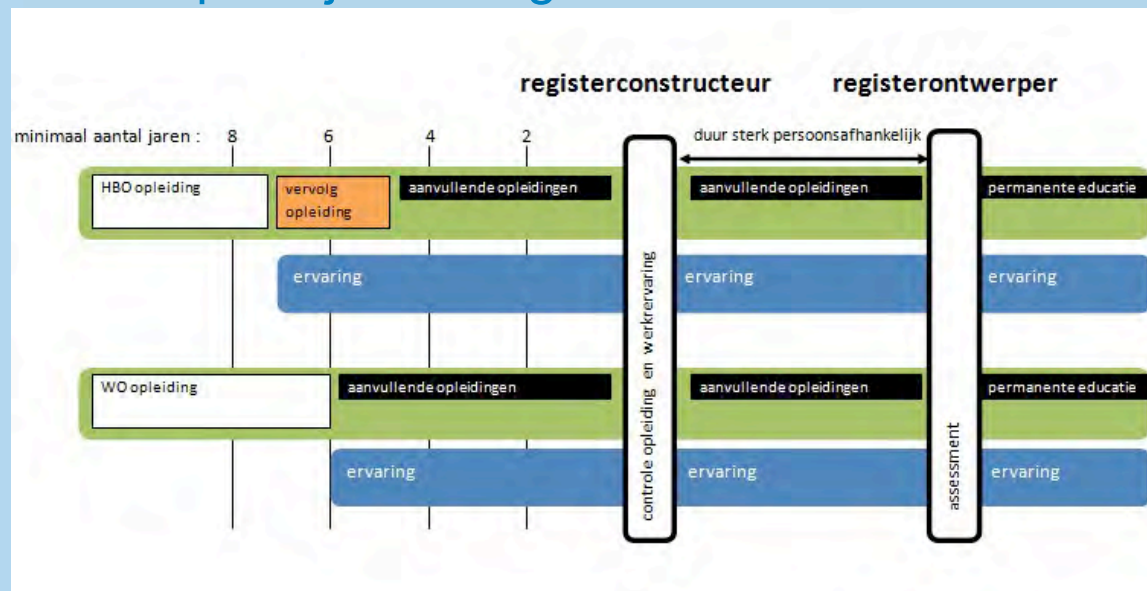 registerconstructeur registerontwerper
minimaal aantal jaren : 8 6 4 2 duur sterk persoonsafhankelijk
HBO opleiding vervolg opleiding aanvullende opleidingen aanvullende opleidingen permanente educatie
ervaring ervaring ervaring
WO opleiding aanvullende opleidingen aanvullende opleidingen permanente educatie
ervaring ervaring ervaring
controle opleiding en werkrervaring
assessment